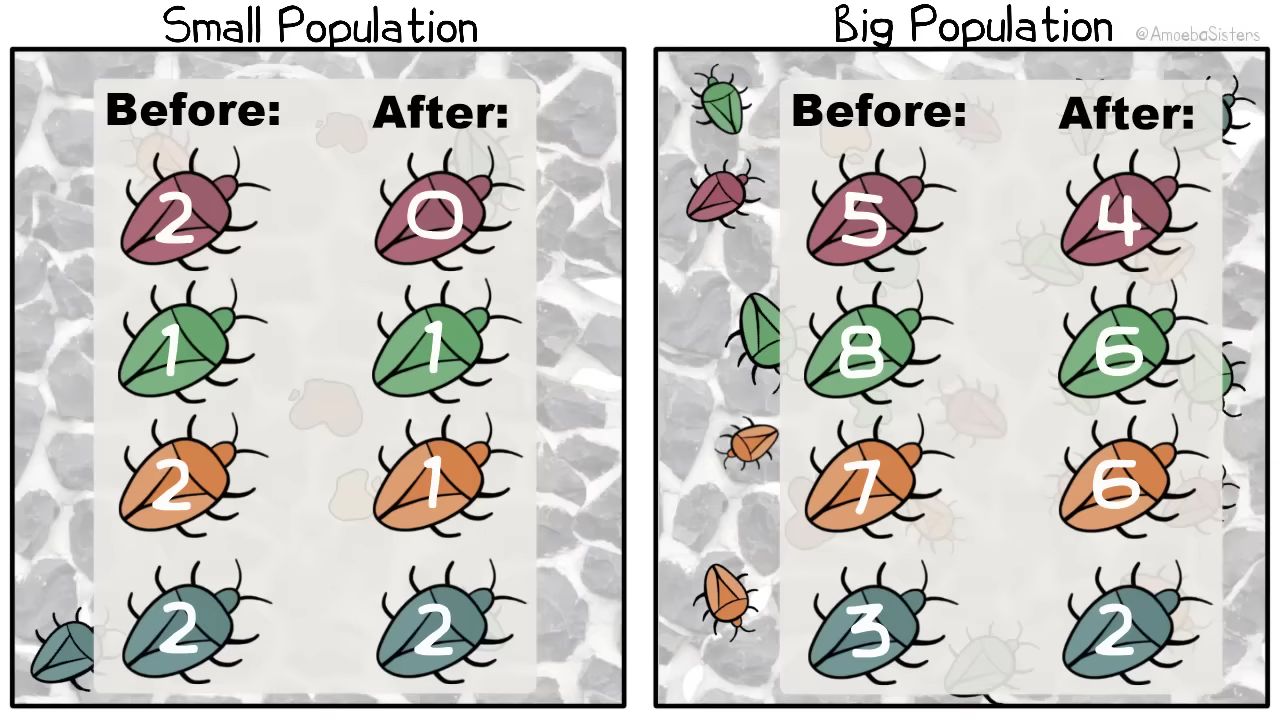 Small Population
Before: After:
2 0
1 1
2 1
2 2
Big Population
@AmoebaSisters
Before: After:
5 4
8 6
7 6
3 2